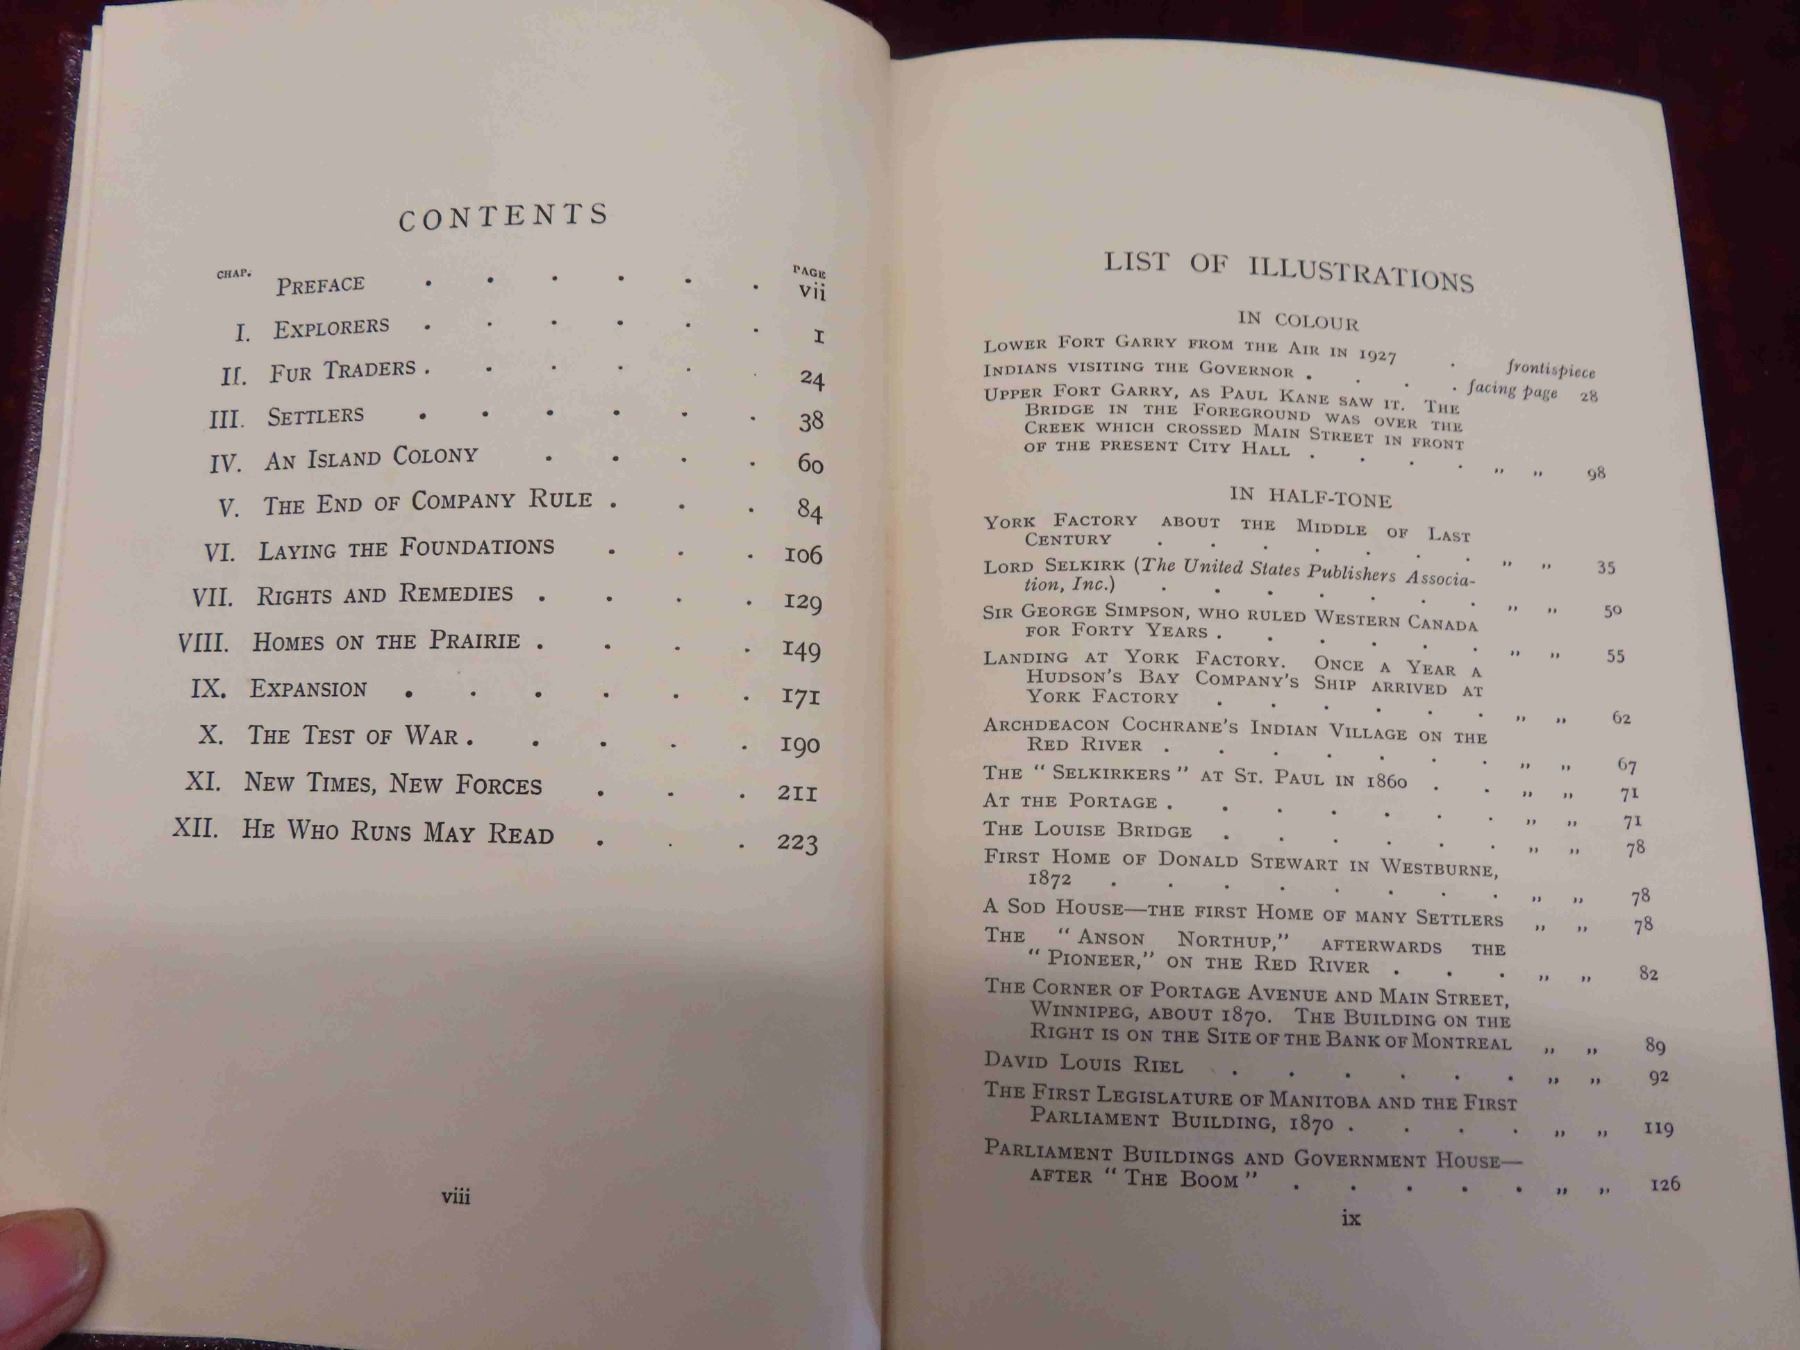 CONTENTS
CHAP. PAGE
PREFACE . . . . . . vii
I. EXPLORERS . . . . . . 1
II. FUR TRADERS . . . . . 24
III. SETTLERS . . . . . . 38
IV. AN ISLAND COLONY . . . . 60
V. THE END OF COMPANY RULE . . . 84
VI. LAYING THE FOUNDATIONS . . . 106
VII. RIGHTS AND REMEDIES . . . . 129
VIII. HOMES ON THE PRAIRIE . . . . 149
IX. EXPANSION . . . . . . 171
X. THE TEST OF WAR . . . . . 190
XI. NEW TIMES, NEW FORCES . . . 211
XII. HE WHO RUNS MAY READ . . . 223
viii
LIST OF ILLUSTRATIONS
IN COLOUR
LOWER FORT GARRY FROM THE AIR IN 1927 . frontispiece
INDIANS VISITING THE GOVERNOR . . . . facing page 28
UPPER FORT GARRY, AS PAUL KANE SAW IT. THE
BRIDGE IN THE FOREGROUND WAS OVER THE
CREEK WHICH CROSSED MAIN STREET IN FRONT
OF THE PRESENT CITY HALL . . . . ,, ,, 98
IN HALF-TONE
YORK FACTORY ABOUT THE MIDDLE OF LAST
CENTURY . . . . . . . ,, ,, 35
LORD SELKIRK (The United States Publishers Associa-
tion, Inc.) . . . . . . ,, ,, 50
SIR GEORGE SIMPSON, WHO RULED WESTERN CANADA
FOR FORTY YEARS . . . . . . ,, ,, 55
LANDING AT YORK FACTORY. ONCE A YEAR A
HUDSON'S BAY COMPANY'S SHIP ARRIVED AT
YORK FACTORY . . . . . . ,, ,, 62
ARCHDEACON COCHRANE'S INDIAN VILLAGE ON THE
RED RIVER . . . . . . . ,, ,, 67
THE "SELKIRKERS" AT ST. PAUL IN 1860 . . ,, ,, 71
AT THE PORTAGE . . . . . . . ,, ,, 71
THE LOUISE BRIDGE . . . . . . ,, ,, 78
FIRST HOME OF DONALD STEWART IN WESTBURNE,
1872 . . . . . . . . ,, ,, 78
A SOD HOUSE—THE FIRST HOME OF MANY SETTLERS ,, ,, 78
THE "ANSON NORTHUP," AFTERWARDS THE
"PIONEER," ON THE RED RIVER . . . ,, ,, 82
THE CORNER OF PORTAGE AVENUE AND MAIN STREET,
WINNIPEG, ABOUT 1870. THE BUILDING ON THE
RIGHT IS ON THE SITE OF THE BANK OF MONTREAL ,, ,, 89
DAVID LOUIS RIEL . . . . . . ,, ,, 92
THE FIRST LEGISLATURE OF MANITOBA AND THE FIRST
PARLIAMENT BUILDING, 1870 . . . . ,, ,, 119
PARLIAMENT BUILDINGS AND GOVERNMENT HOUSE—
AFTER "THE BOOM" . . . . . ,, ,, 126
ix